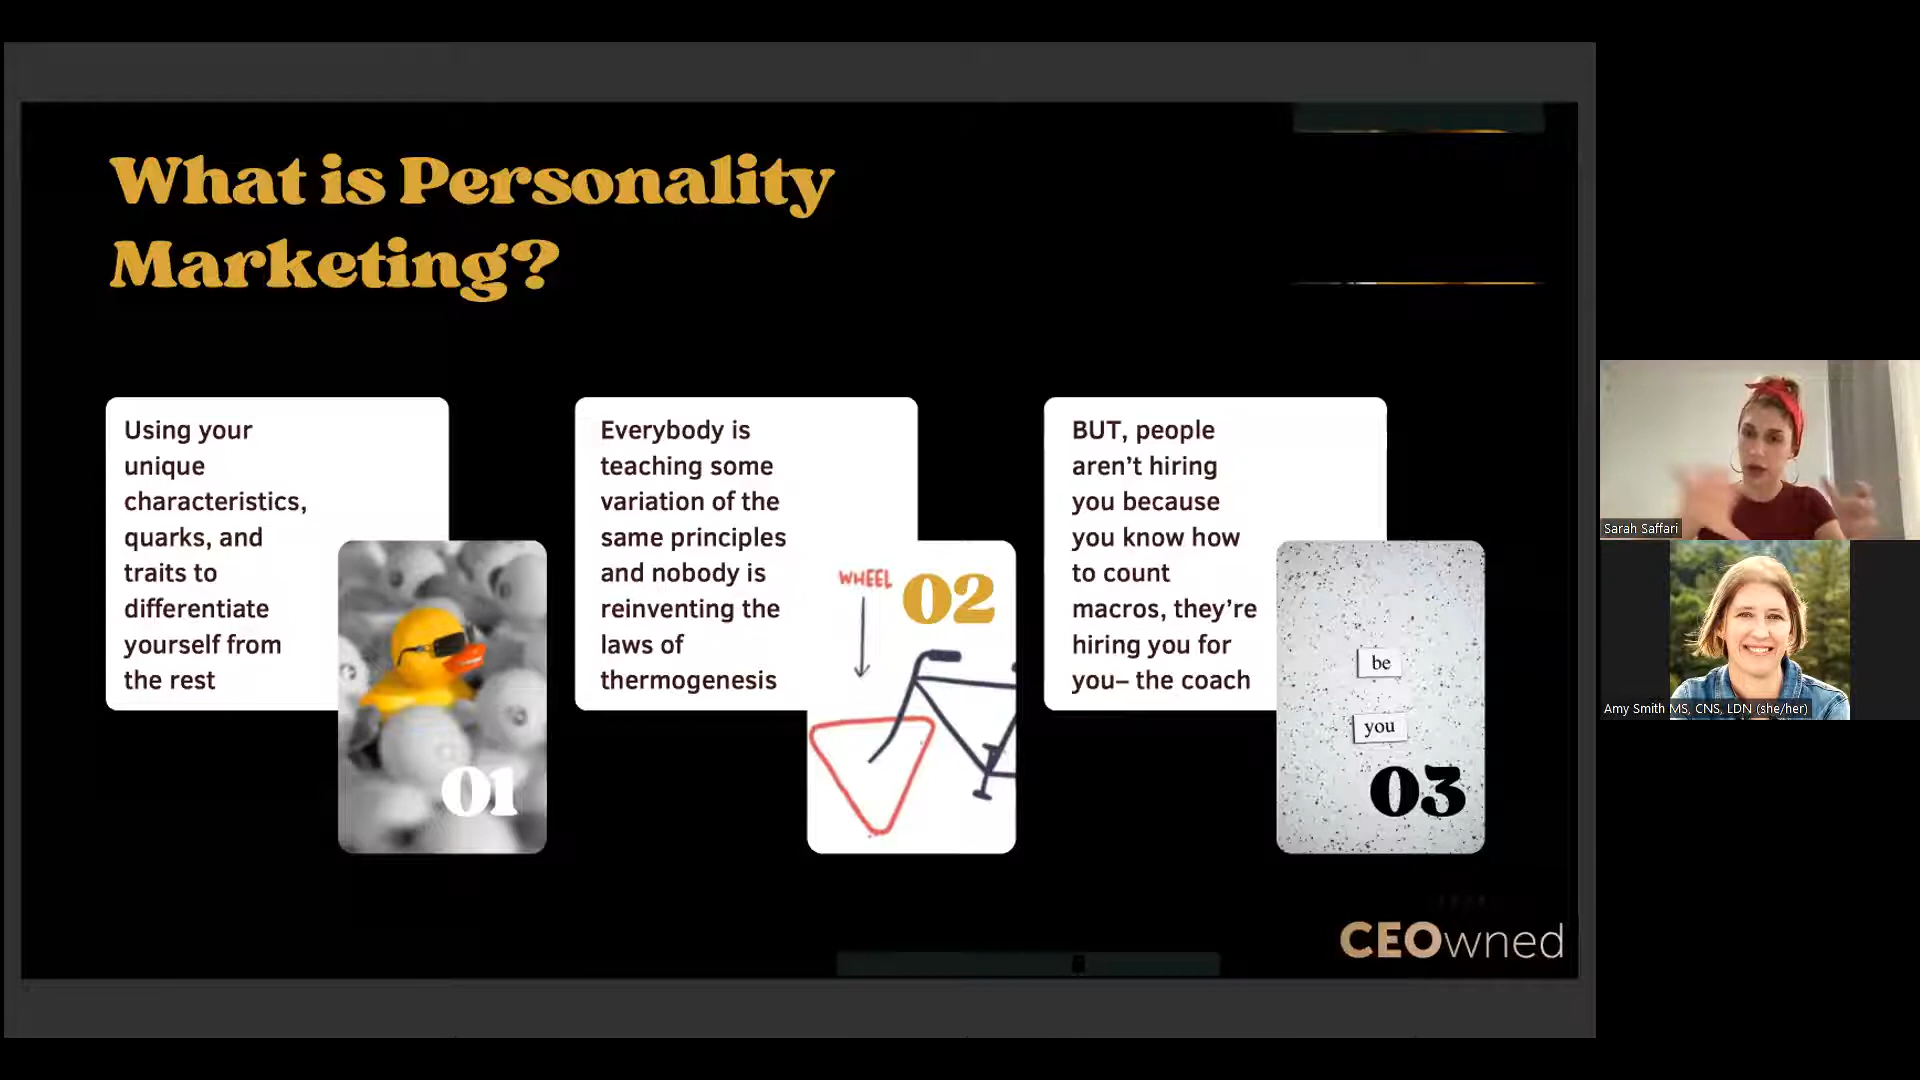 What is Personality
Marketing?
Using your
unique
characteristics,
quarks, and
traits to
differentiate
yourself from
the rest
01
Everybody is
teaching some
variation of the
same principles
and nobody is
reinventing the
laws of
thermogenesis
WHEEL
02
BUT, people
aren't hiring
you because
you know how
to count
macros, they're
hiring you for
you– the coach
be
you
03
CEOwned
Sarah Saffari
Amy Smith MS, CNS, LDN (she/her)